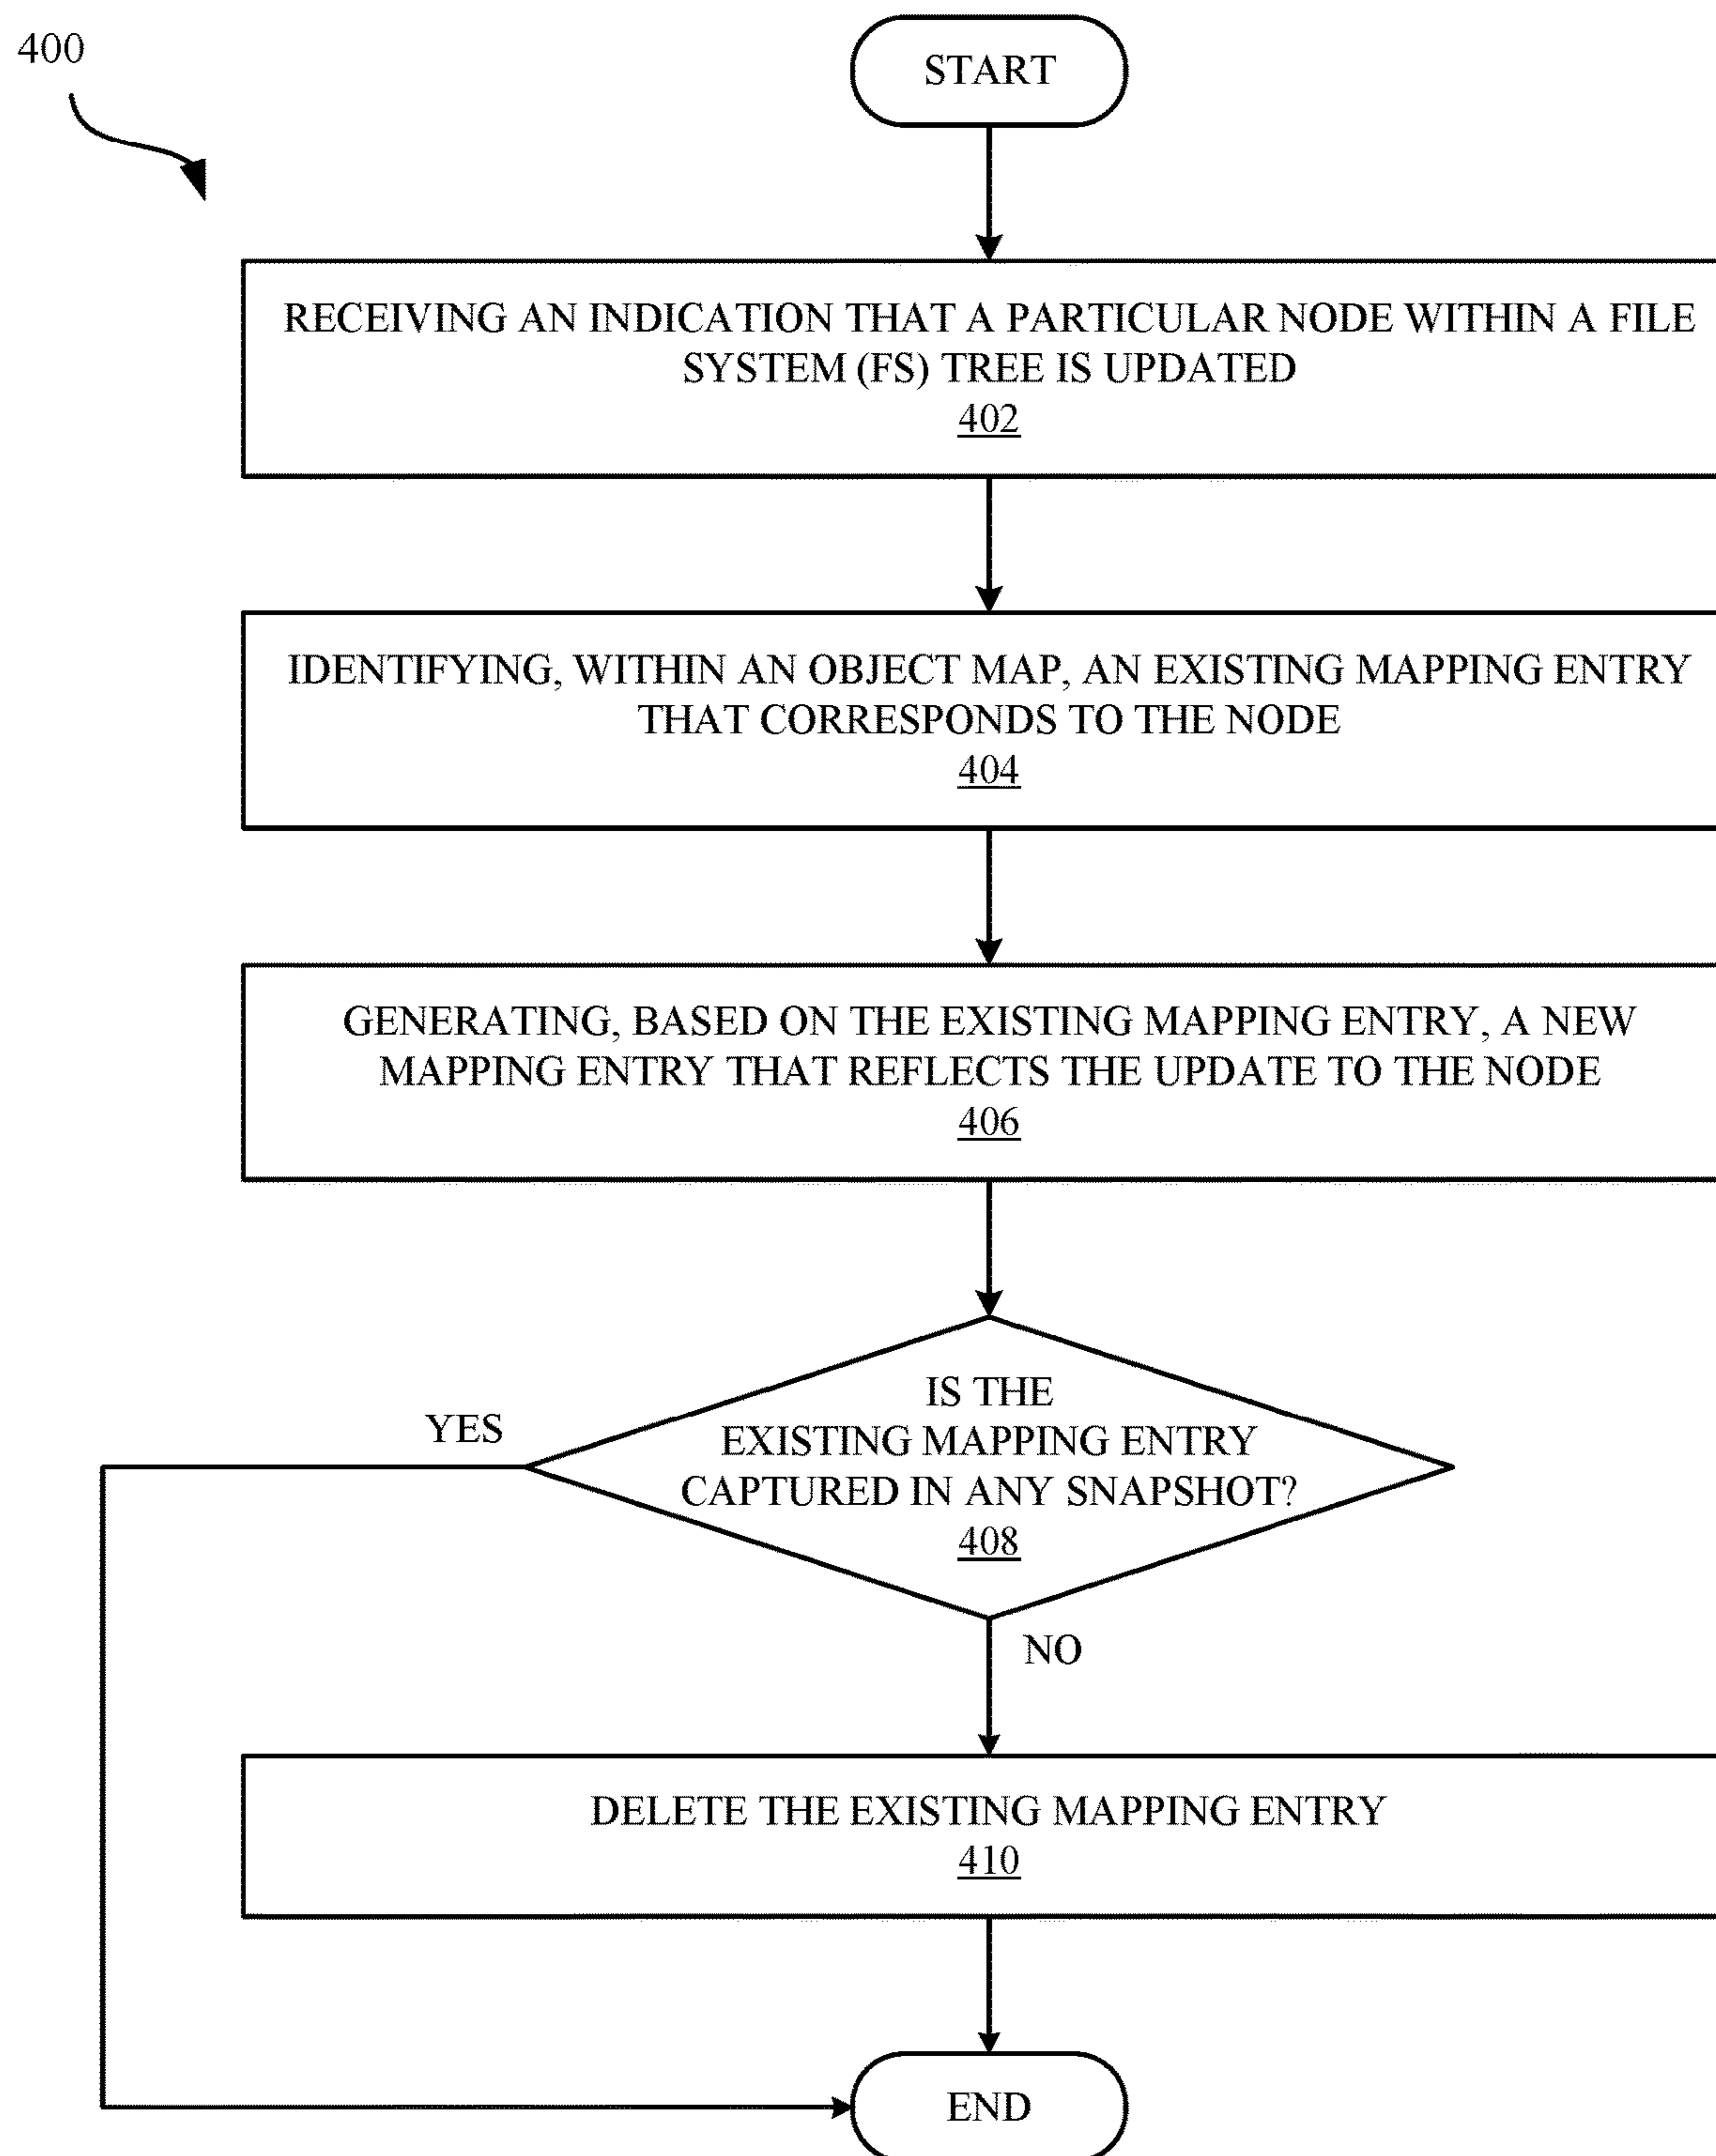 400
START
RECEIVING AN INDICATION THAT A PARTICULAR NODE WITHIN A FILE
SYSTEM (FS) TREE IS UPDATED
402
IDENTIFYING, WITHIN AN OBJECT MAP, AN EXISTING MAPPING ENTRY
THAT CORRESPONDS TO THE NODE
404
GENERATING, BASED ON THE EXISTING MAPPING ENTRY, A NEW
MAPPING ENTRY THAT REFLECTS THE UPDATE TO THE NODE
406
IS THE
EXISTING MAPPING ENTRY
CAPTURED IN ANY SNAPSHOT?
408
YES
NO
DELETE THE EXISTING MAPPING ENTRY
410
END